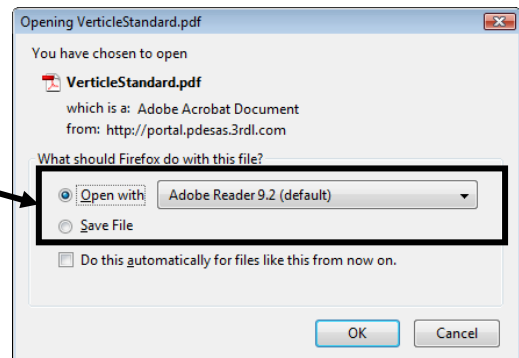 Opening VerticleStandard.pdf
You have chosen to open
VerticleStandard.pdf
which is a: Adobe Acrobat Document
from: http://portal.pdesas.3rdl.com
What should Firefox do with this file?
Open with Adobe Reader 9.2 (default)
Save File
Do this automatically for files like this from now on.
OK Cancel